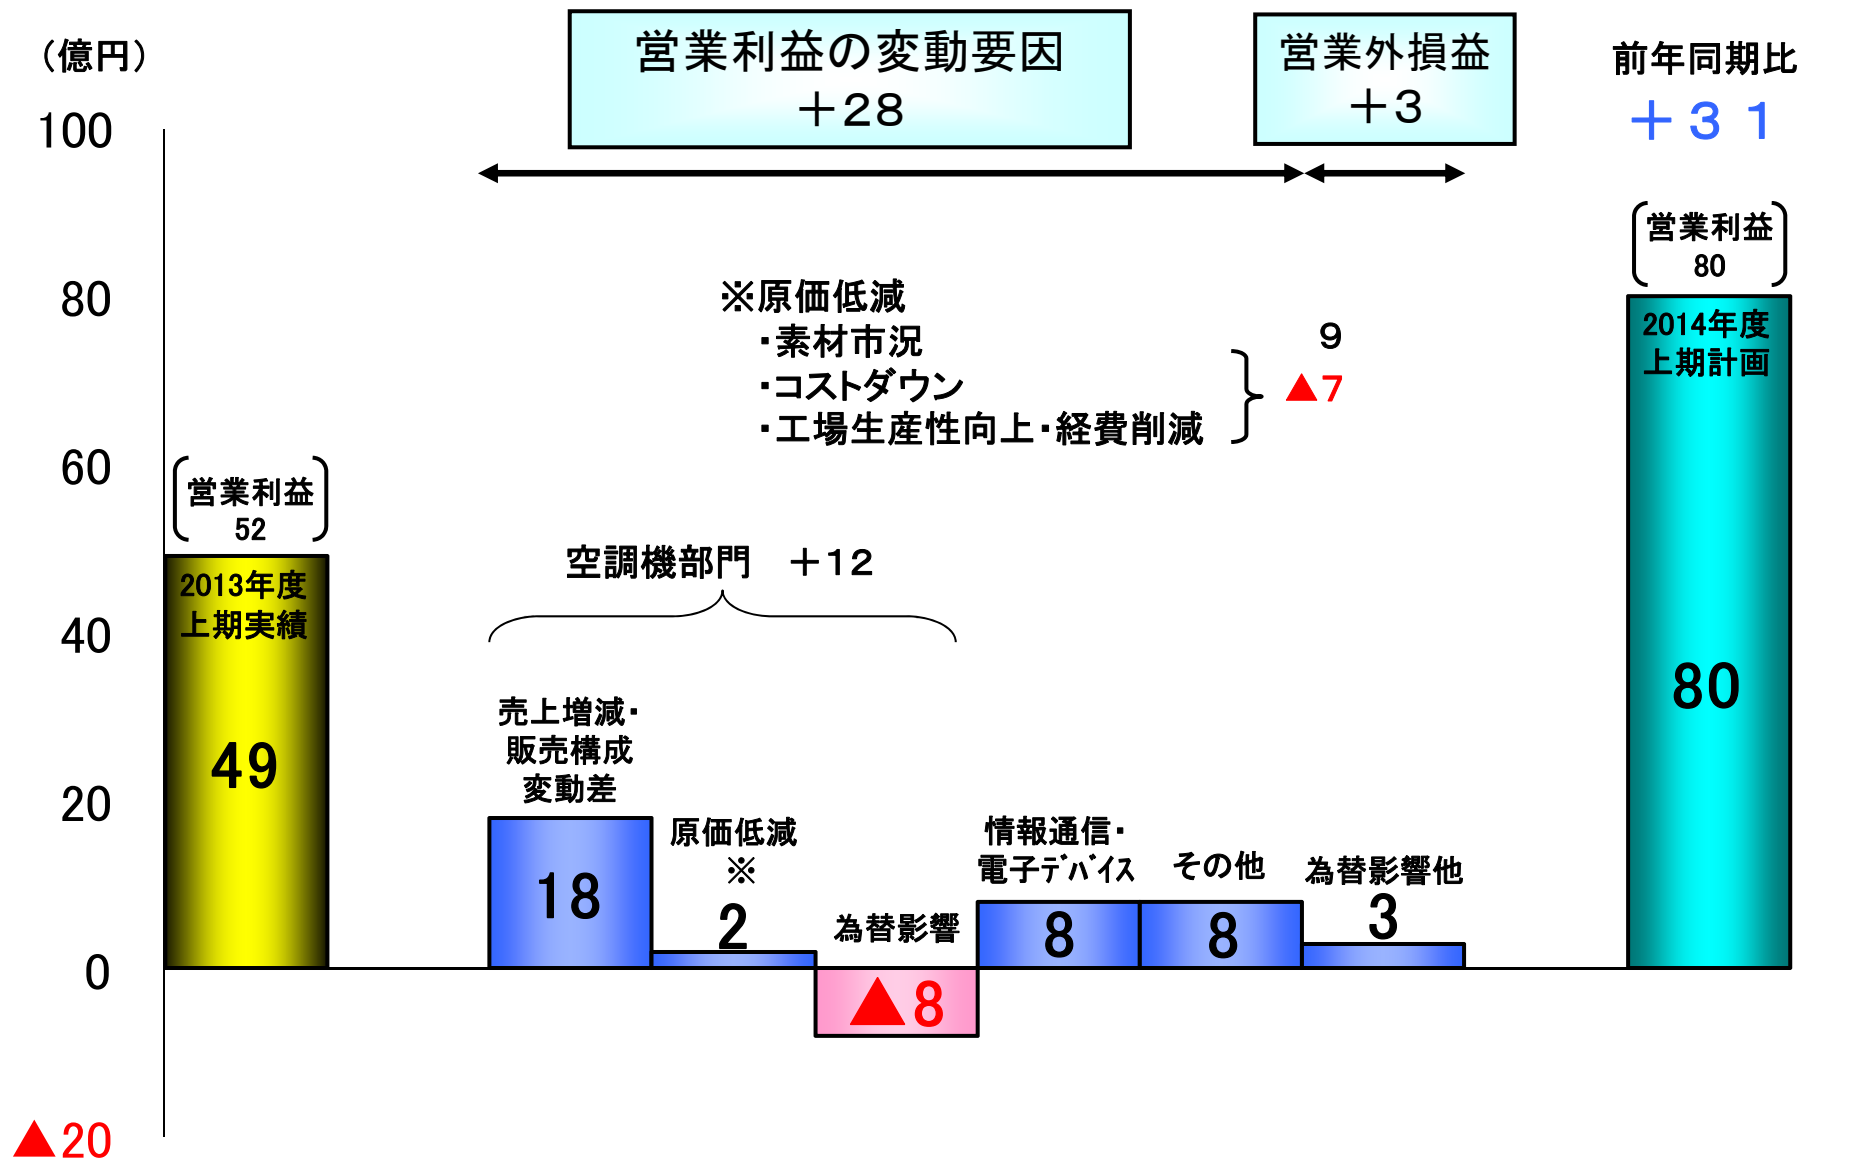 （億円）
営業利益の変動要因
＋28
営業外損益
＋3
前年同期比
＋３１
100
80
60
40
20
0
▲20
営業利益
80
2014年度
上期計画
80
※原価低減
・素材市況
9
・コストダウン
▲7
・工場生産性向上・経費削減
営業利益
52
2013年度
上期実績
49
空調機部門　＋12
売上増減・
販売構成
変動差
18
原価低減
※
2
為替影響
▲8
情報通信・
電子ﾃﾞﾊﾞｲｽ
8
その他
8
為替影響他
3